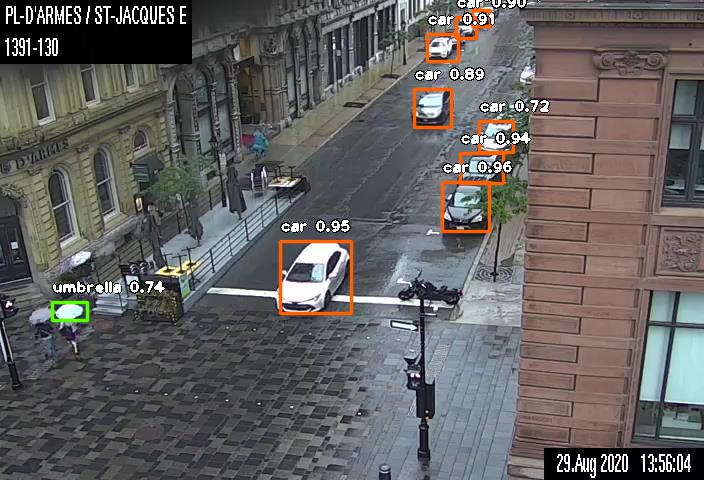 PL-D'ARMES / ST-JACQUES E
1391-130
car 0.90
car 0.91
car 0.89
car 0.72
car 0.94
car 0.96
car 0.95
umbrella 0.74
D'ARMES
29.Aug 2020 13:56:04